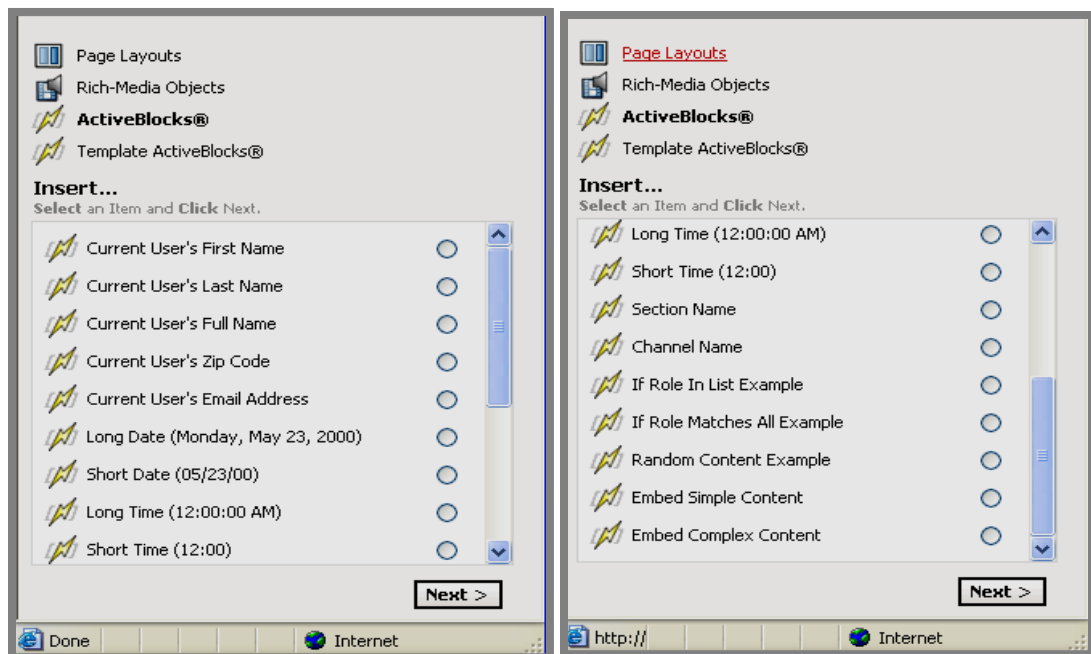 Page Layouts
Rich-Media Objects
ActiveBlocks®
Template ActiveBlocks®
Insert...
Select an Item and Click Next.
Current User's First Name
Current User's Last Name
Current User's Full Name
Current User's Zip Code
Current User's Email Address
Long Date (Monday, May 23, 2000)
Short Date (05/23/00)
Long Time (12:00:00 AM)
Short Time (12:00)
Next >
Done
Internet
Page Layouts
Rich-Media Objects
ActiveBlocks®
Template ActiveBlocks®
Insert...
Select an Item and Click Next.
Long Time (12:00:00 AM)
Short Time (12:00)
Section Name
Channel Name
If Role In List Example
If Role Matches All Example
Random Content Example
Embed Simple Content
Embed Complex Content
Next >
http://
Internet